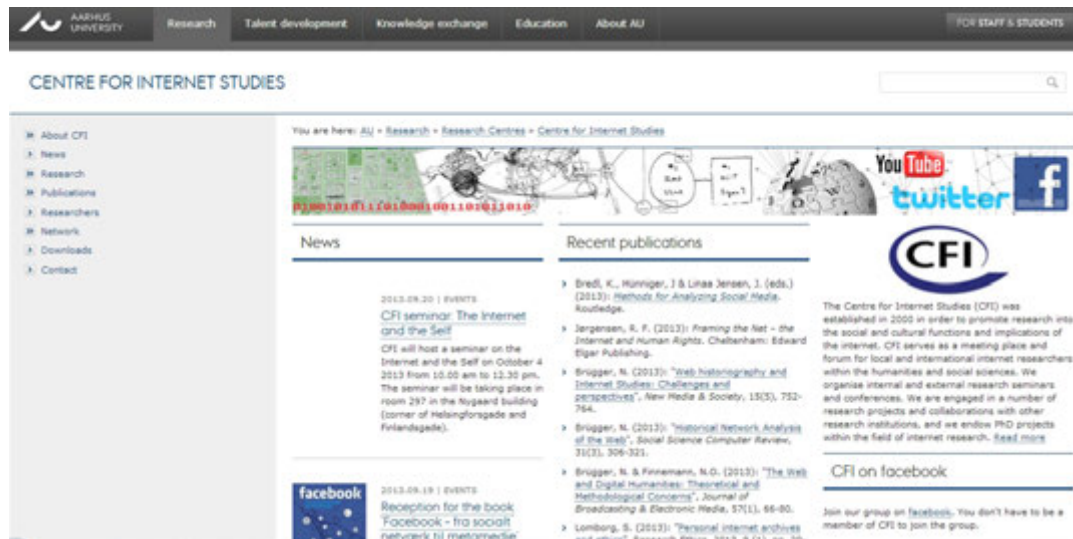 AARHUS
UNIVERSITY
Research
Talent development
Knowledge exchange
Education
About AU
FOR STAFF & STUDENTS
CENTRE FOR INTERNET STUDIES
About CFI
News
Research
Publications
Researchers
Network
Downloads
Contact
You are here: AU » Research » Research Centres » Centre for Internet Studies
You Tube
twitter
f
News
2013.09.20 | EVENTS
CFI seminar: The Internet
and the Self
CFI will host a seminar on the
Internet and the Self on October 4
2013 from 10.00 am to 12.30 pm.
The seminar will be taking place in
room 297 in the Nygaard building
(corner of Helsingforsgade and
Finlandsgade).
facebook
2013.09.19 | EVENTS
Reception for the book
'Facebook - fra socialt
netværk til metamedie'
Recent publications
Bredl, K., Hünniger, J & Linaa Jensen, J. (eds.)
(2013): Methods for Analyzing Social Media.
Routledge.
Jørgensen, R. F. (2013): Framing the Net – the
Internet and Human Rights. Cheltenham: Edward
Elgar Publishing.
Brügger, N. (2013): "Web historiography and
Internet Studies: Challenges and
perspectives", New Media & Society, 15(5), 752-
764.
Brügger, N. (2013): "Historical Network Analysis
of the Web", Social Science Computer Review,
31(3), 306-321.
Brügger, N. & Finnemann, N.O. (2013): "The Web
and Digital Humanities: Theoretical and
Methodological Concerns", Journal of
Broadcasting & Electronic Media, 57(1), 66-80.
Lomborg, S. (2013): "Personal internet archives
CFI
The Centre for Internet Studies (CFI) was
established in 2000 in order to promote research into
the social and cultural functions and implications of
the internet. CFI serves as a meeting place and
forum for local and international internet researchers
within the humanities and social sciences. We
organise internal and external research seminars
and conferences. We are engaged in a number of
research projects and collaborations with other
research institutions, and we endow PhD projects
within the field of internet research. Read more
CFI on facebook
Join our group on facebook. You don't have to be a
member of CFI to join the group.